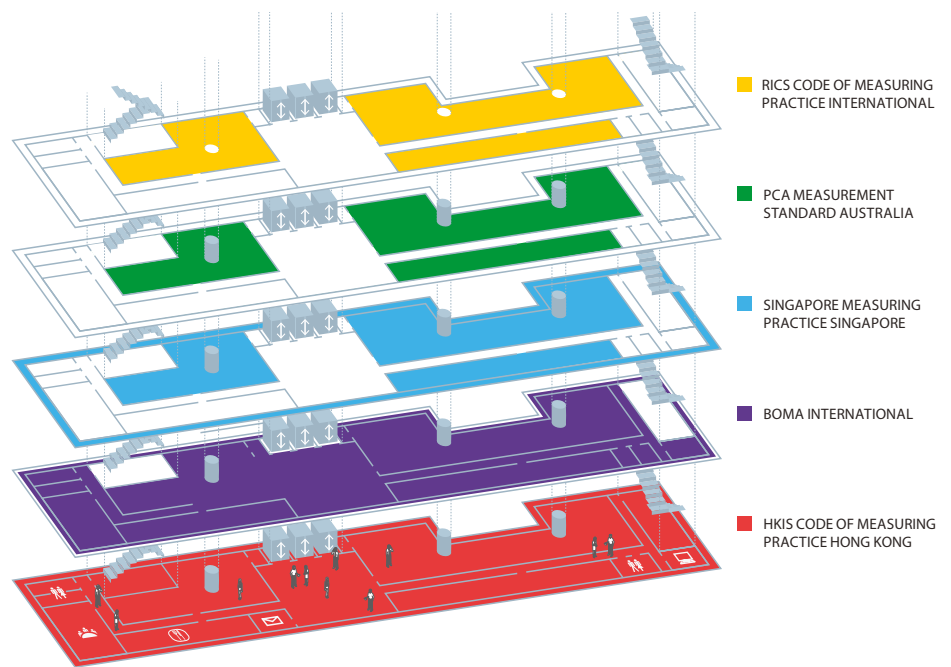 RICS CODE OF MEASURING
PRACTICE INTERNATIONAL
PCA MEASUREMENT
STANDARD AUSTRALIA
SINGAPORE MEASURING
PRACTICE SINGAPORE
BOMA INTERNATIONAL
HKIS CODE OF MEASURING
PRACTICE HONG KONG